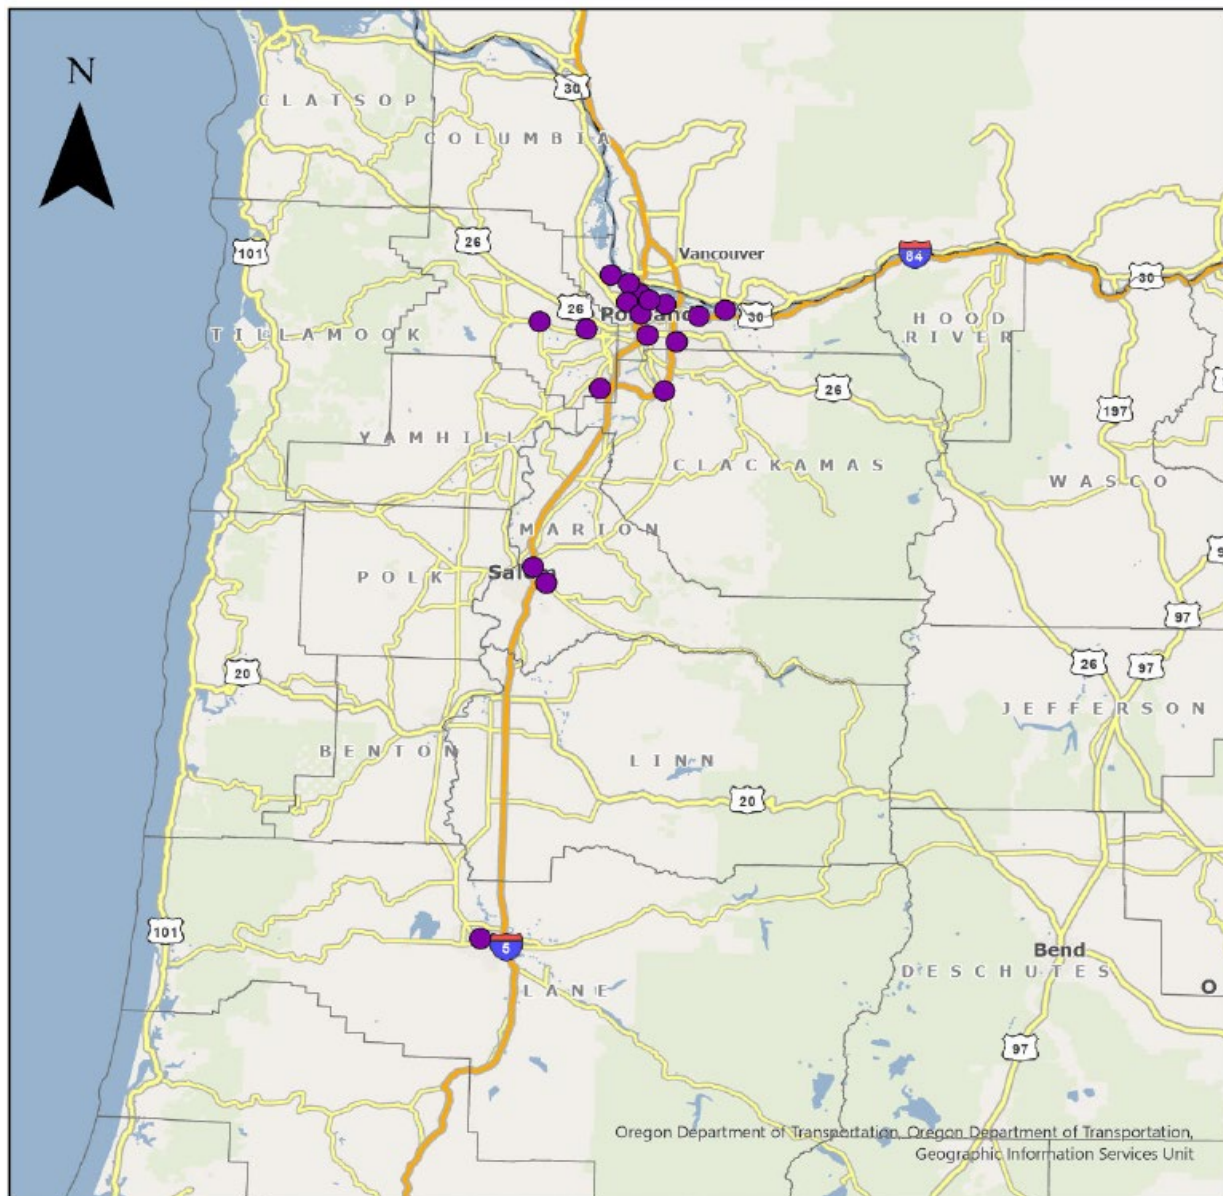 N
CLATSOP
30
COLUMBIA
101
26
Vancouver
84
30
26
30
TILLAMOOK
HOOD
RIVER
26
197
YAMHILL
CLACKAMAS
WASCO
MARION
POLK
97
20
26
97
JEFFERSON
BENTON
LINN
20
101
5
Bend
DESCHUTES
LANE
O
97
Oregon Department of Transportation, Oregon Department of Transportation,
Geographic Information Services Unit